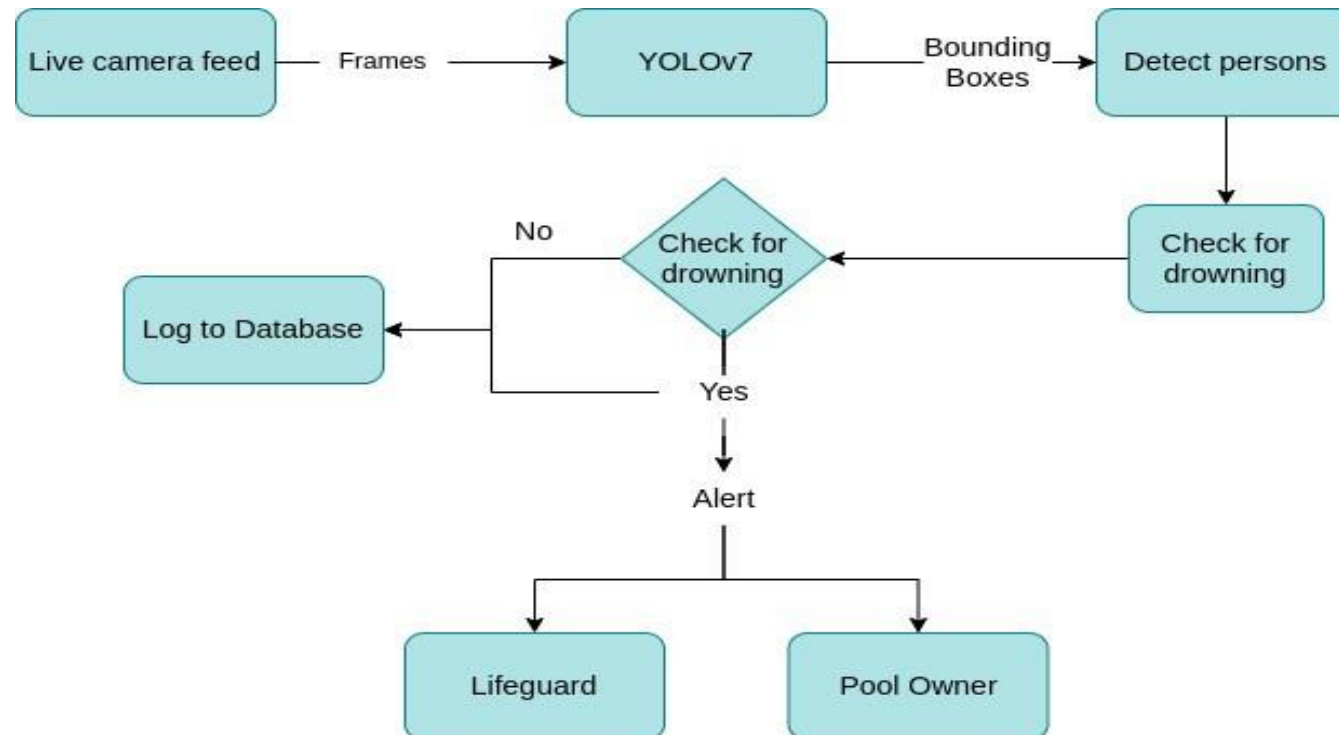 Live camera feed
Frames
YOLOv7
Bounding
Boxes
Detect persons
Check for
drowning
Check for
drowning
No
Log to Database
Yes
Alert
Lifeguard
Pool Owner